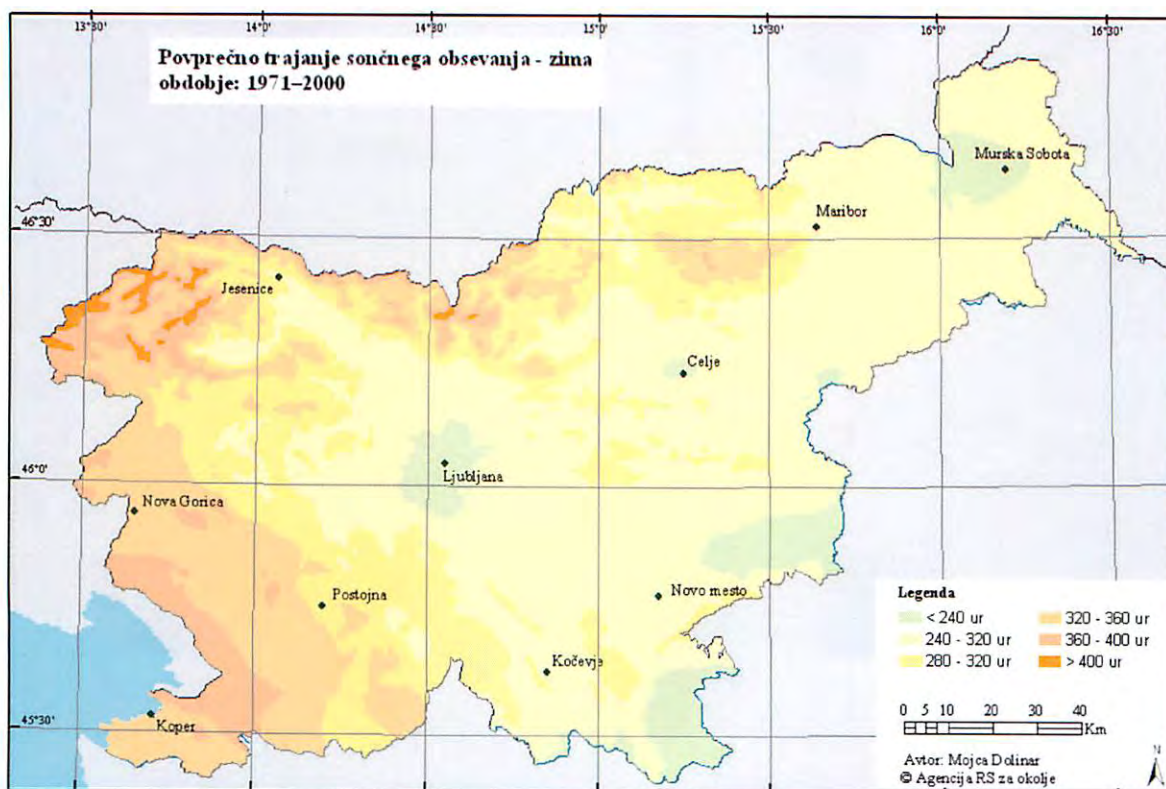 13°30'
14°0'
14°30'
15°0'
15°30'
16°0'
16°30'
Povprečno trajanje sončnega obsevanja - zima
obdobje: 1971–2000
Murska Sobota
46°30'
Maribor
Jesenice
Celje
46°0'
Ljubljana
Nova Gorica
Postojna
Novo mesto
Kočevje
45°30'
Koper
Legenda
< 240 ur
240 - 320 ur
280 - 320 ur
320 - 360 ur
360 - 400 ur
> 400 ur
0 5 10 20 30 40
Km
Avtor: Mojca Dolinar
© Agencija RS za okolje
N